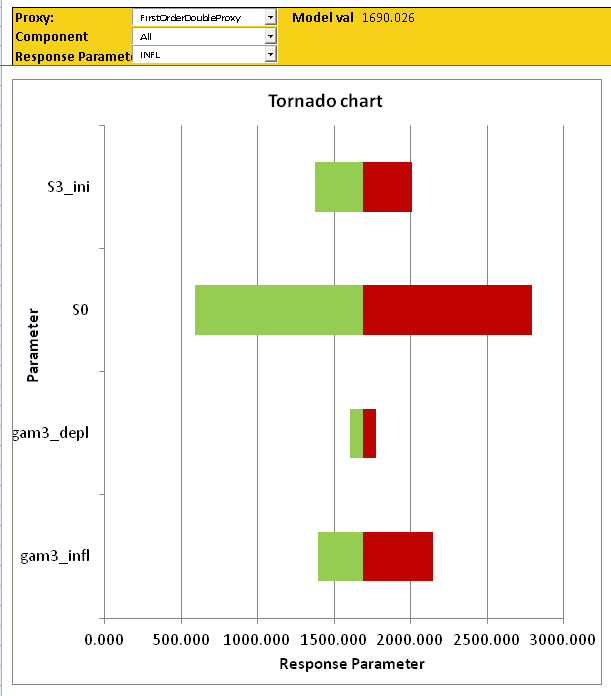 Proxy: FirstOrderDoubleProxy Model val 1690.026
Component All
Response Paramete INFL
Tornado chart
S3_ini
S0
gam3_depl
gam3_infl
Parameter
0.000 500.000 1000.000 1500.000 2000.000 2500.000 3000.000
Response Parameter